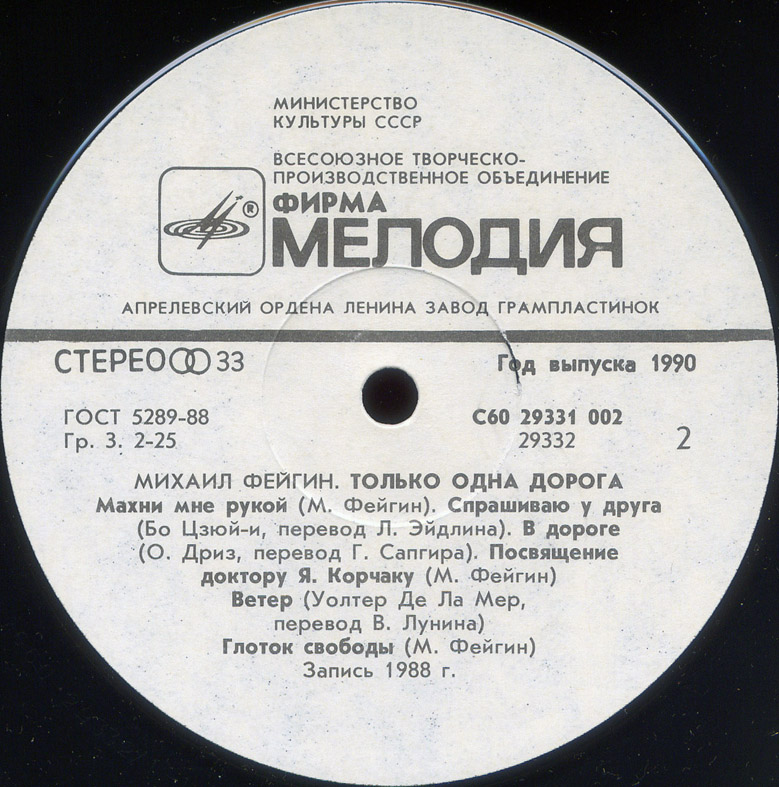 МИНИСТЕРСТВО
КУЛЬТУРЫ СССР
ВСЕСОЮЗНОЕ ТВОРЧЕСКО-
ПРОИЗВОДСТВЕННОЕ ОБЪЕДИНЕНИЕ
ФИРМА
®
МЕЛОДИЯ
АПРЕЛЕВСКИЙ ОРДЕНА ЛЕНИНА ЗАВОД ГРАМПЛАСТИНОК
СТЕРЕО 33
Год выпуска 1990
ГОСТ 5289-88
Гр. 3. 2-25
С60 29331 002
29332
2
МИХАИЛ ФЕЙГИН. ТОЛЬКО ОДНА ДОРОГА
Махни мне рукой (М. Фейгин). Спрашиваю у друга
(Бо Цзюй-и, перевод Л. Эйдлина). В дороге
(О. Дриз, перевод Г. Сапгира). Посвящение
доктору Я. Корчаку (М. Фейгин)
Ветер (Уолтер Де Ла Мер,
перевод В. Лунина)
Глоток свободы (М. Фейгин)
Запись 1988 г.